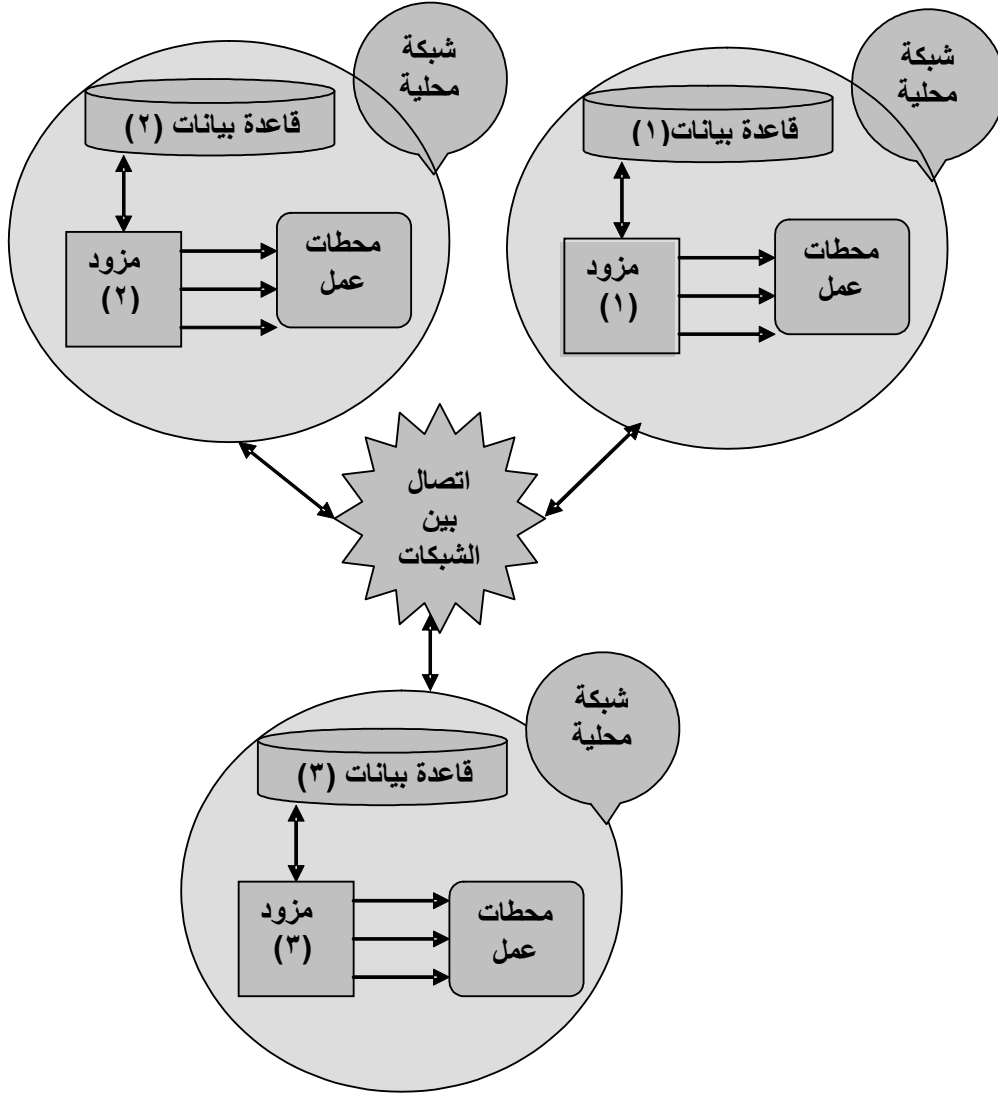 شبكة
محلية
قاعدة بيانات(١)
مزود
(١)
محطات
عمل
شبكة
محلية
قاعدة بيانات (٢)
مزود
(٢)
محطات
عمل
اتصال
بين
الشبكات
شبكة
محلية
قاعدة بيانات (٣)
مزود
(٣)
محطات
عمل